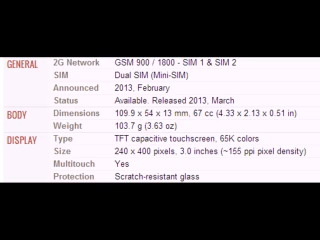 GENERAL 2G Network GSM 900 / 1800 - SIM 1 & SIM 2
SIM Dual SIM (Mini-SIM)
Announced 2013, February
Status Available. Released 2013, March
BODY Dimensions 109.9 x 54 x 13 mm, 67 cc (4.33 x 2.13 x 0.51 in)
Weight 103.7 g (3.63 oz)
DISPLAY Type TFT capacitive touchscreen, 65K colors
Size 240 x 400 pixels, 3.0 inches (~155 ppi pixel density)
Multitouch Yes
Protection Scratch-resistant glass